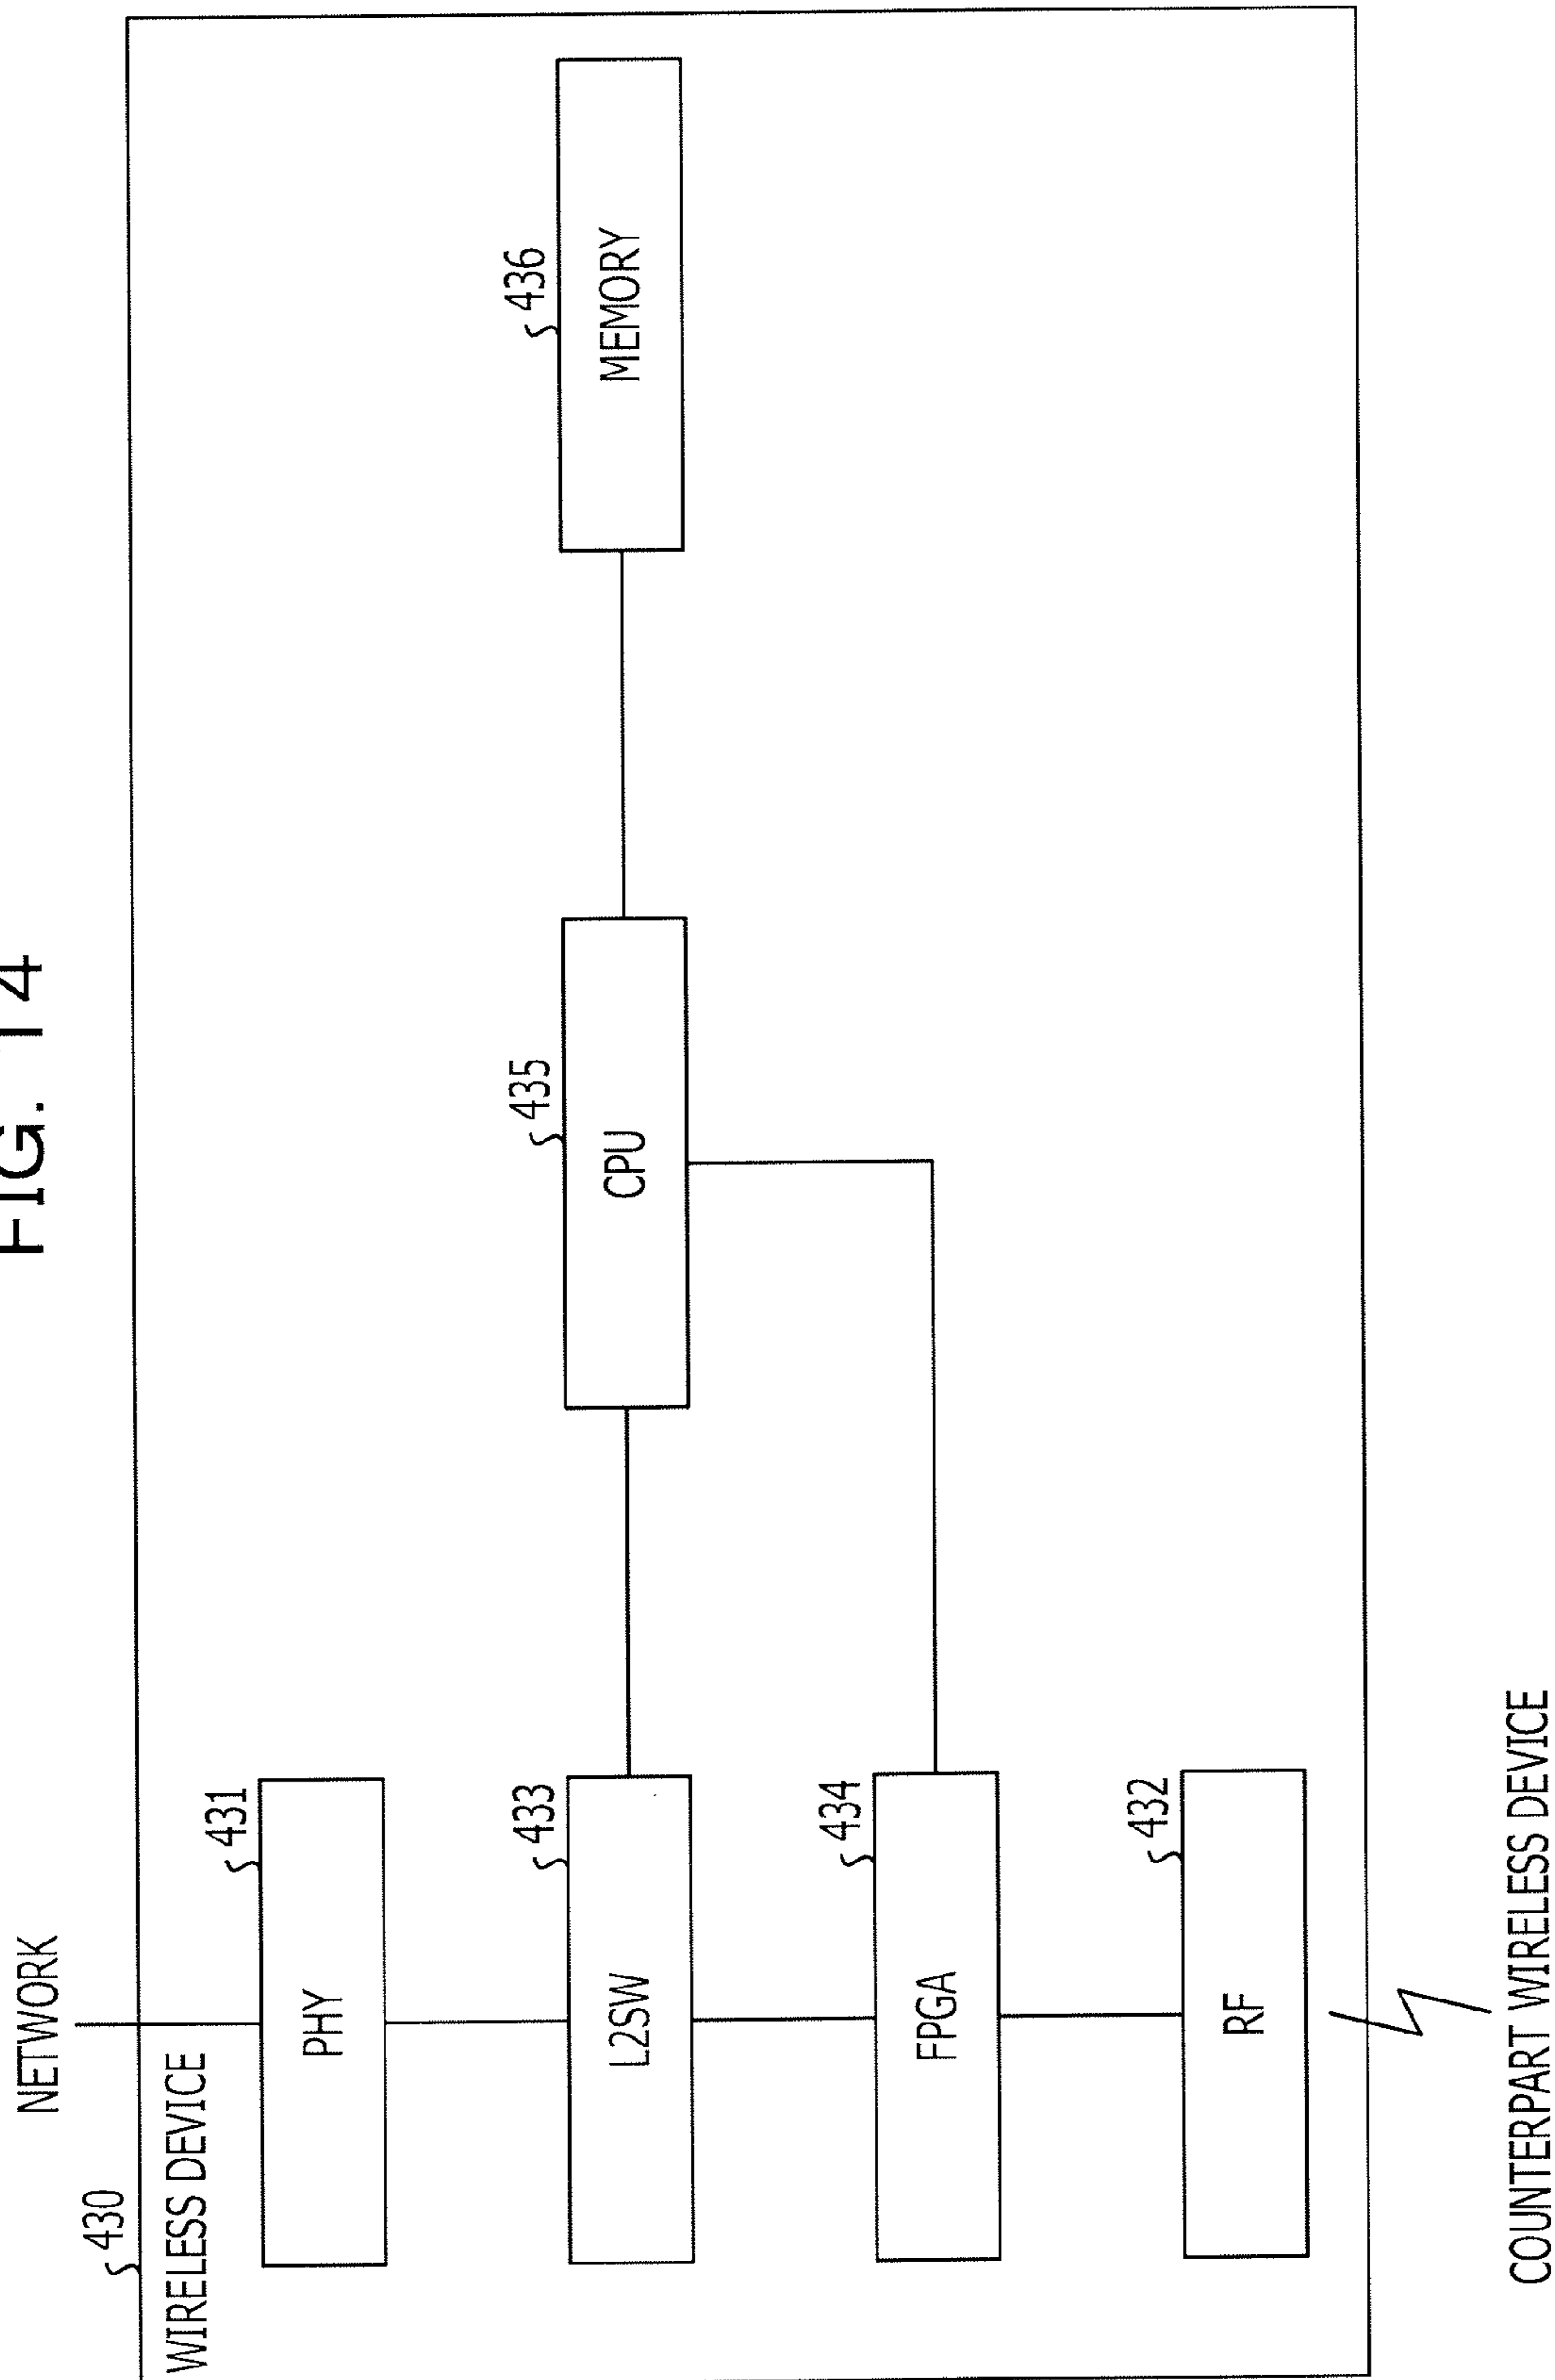 FIG. 14
NETWORK
430
WIRELESS DEVICE
431
PHY
433
L2SW
435
CPU
436
MEMORY
434
FPGA
432
RF
COUNTERPART WIRELESS DEVICE